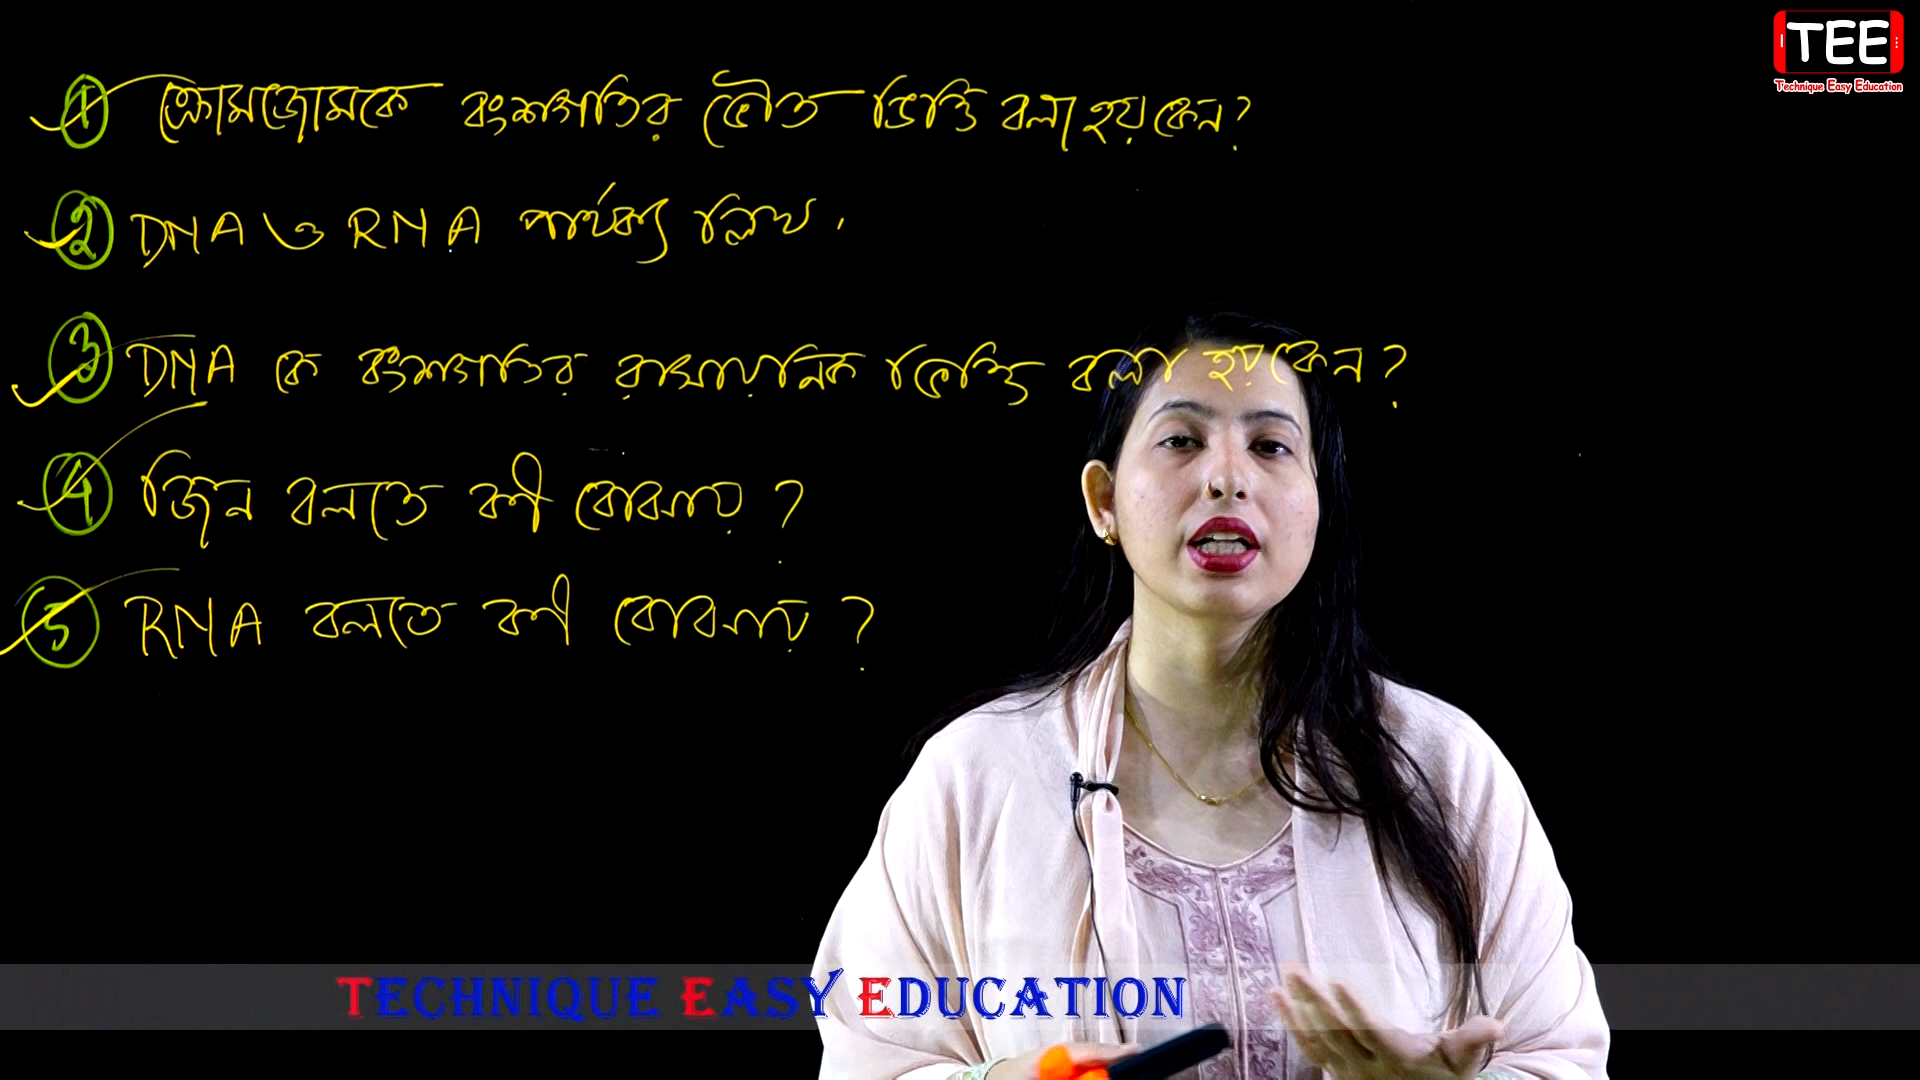 TEE
Technique Easy Education
১ ক্রোমোজোমকে বংশগতির ভৌত ভিত্তি বলা হয় কেন?
২ DNA ও RNA পার্থক্য লিখ।
৩ DNA কে বংশগতির রাসায়নিক ভিত্তি বলা হয় কেন?
৪ জিন বলতে কী বোঝায়?
৫ RNA বলতে কী বোঝায়?
TECHNIQUE EASY EDUCATION